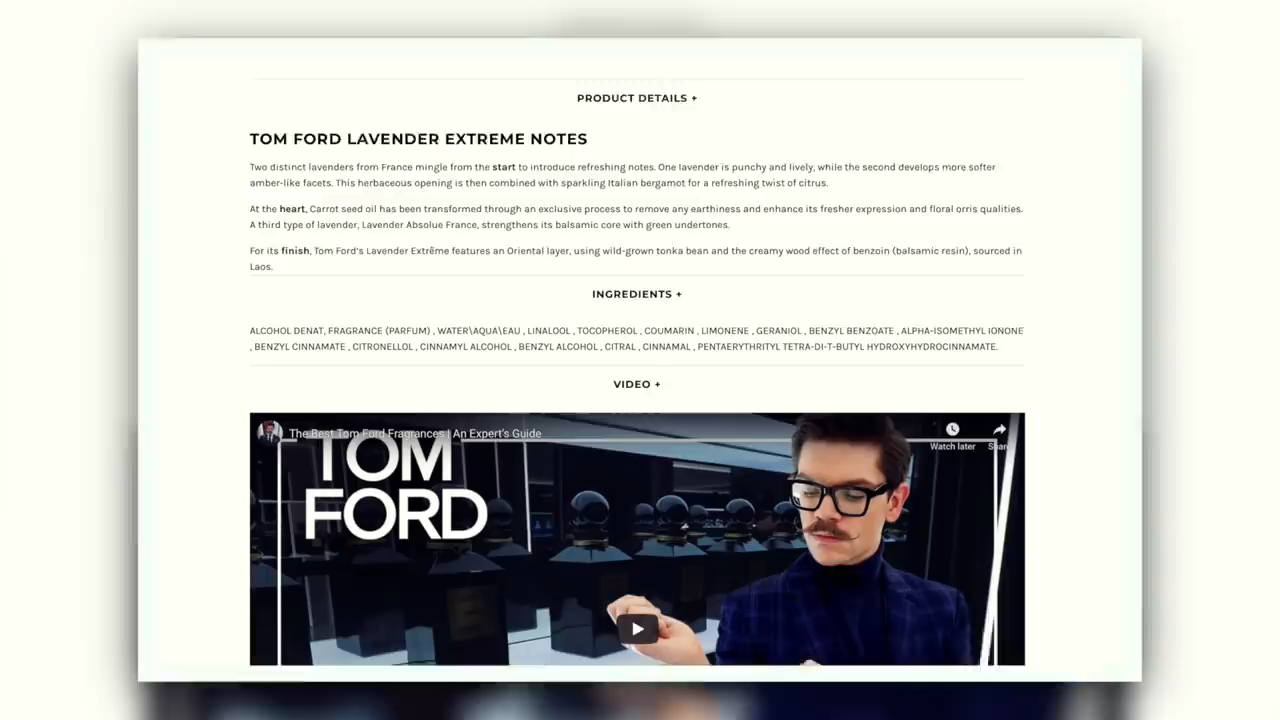 PRODUCT DETAILS +
TOM FORD LAVENDER EXTREME NOTES
Two distinct lavenders from France mingle from the start to introduce refreshing notes. One lavender is punchy and lively, while the second develops more softer
amber-like facets. This herbaceous opening is then combined with sparkling Italian bergamot for a refreshing twist of citrus.
At the heart, Carrot seed oil has been transformed through an exclusive process to remove any earthiness and enhance its fresher expression and floral orris qualities.
A third type of lavender, Lavender Absolue France, strengthens its balsamic core with green undertones.
For its finish, Tom Ford's Lavender Extrême features an Oriental layer, using wild-grown tonka bean and the creamy wood effect of benzoin (balsamic resin), sourced in
Laos.
INGREDIENTS +
ALCOHOL DENAT, FRAGRANCE (PARFUM) , WATER\AQUA\EAU , LINALOOL , TOCOPHEROL , COUMARIN , LIMONENE , GERANIOL , BENZYL BENZOATE , ALPHA-ISOMETHYL IONONE
, BENZYL CINNAMATE , CITRONELLOL , CINNAMYL ALCOHOL , BENZYL ALCOHOL , CITRAL , CINNAMAL , PENTAERYTHRITYL TETRA-DI-T-BUTYL HYDROXYHYDROCINNAMATE.
VIDEO +
The Best Tom Ford Fragrances | An Expert's Guide
Watch later
Share
TOM
FORD